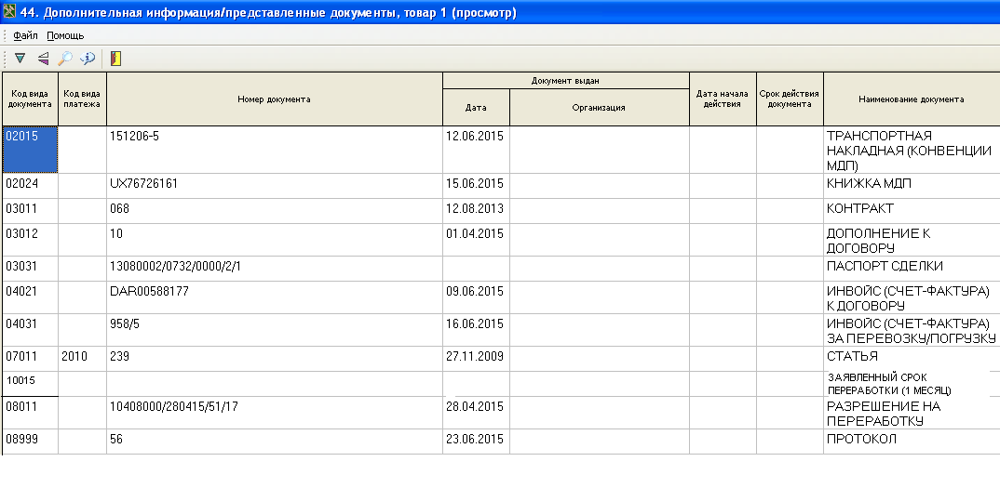 44. Дополнительная информация/представленные документы, товар 1 (просмотр)
Файл Помощь
Код вида документа Код вида платежа Номер документа Документ выдан Дата Организация Дата начала действия Срок действия документа Наименование документа
02015 151206-5 12.06.2015 ТРАНСПОРТНАЯ
НАКЛАДНАЯ (КОНВЕНЦИИ
МДП)
02024 UX76726161 15.06.2015 КНИЖКА МДП
03011 068 12.08.2013 КОНТРАКТ
03012 10 01.04.2015 ДОПОЛНЕНИЕ К
ДОГОВОРУ
03031 13080002/0732/0000/2/1 ПАСПОРТ СДЕЛКИ
04021 DAR00588177 09.06.2015 ИНВОЙС (СЧЕТ-ФАКТУРА)
К ДОГОВОРУ
04031 958/5 16.06.2015 ИНВОЙС (СЧЕТ-ФАКТУРА)
ЗА ПЕРЕВОЗКУ/ПОГРУЗКУ
07011 2010 239 27.11.2009 СТАТЬЯ
10015 ЗАЯВЛЕННЫЙ СРОК
ПЕРЕРАБОТКИ (1 МЕСЯЦ)
08011 10408000/280415/51/17 28.04.2015 РАЗРЕШЕНИЕ НА
ПЕРЕРАБОТКУ
08999 56 23.06.2015 ПРОТОКОЛ